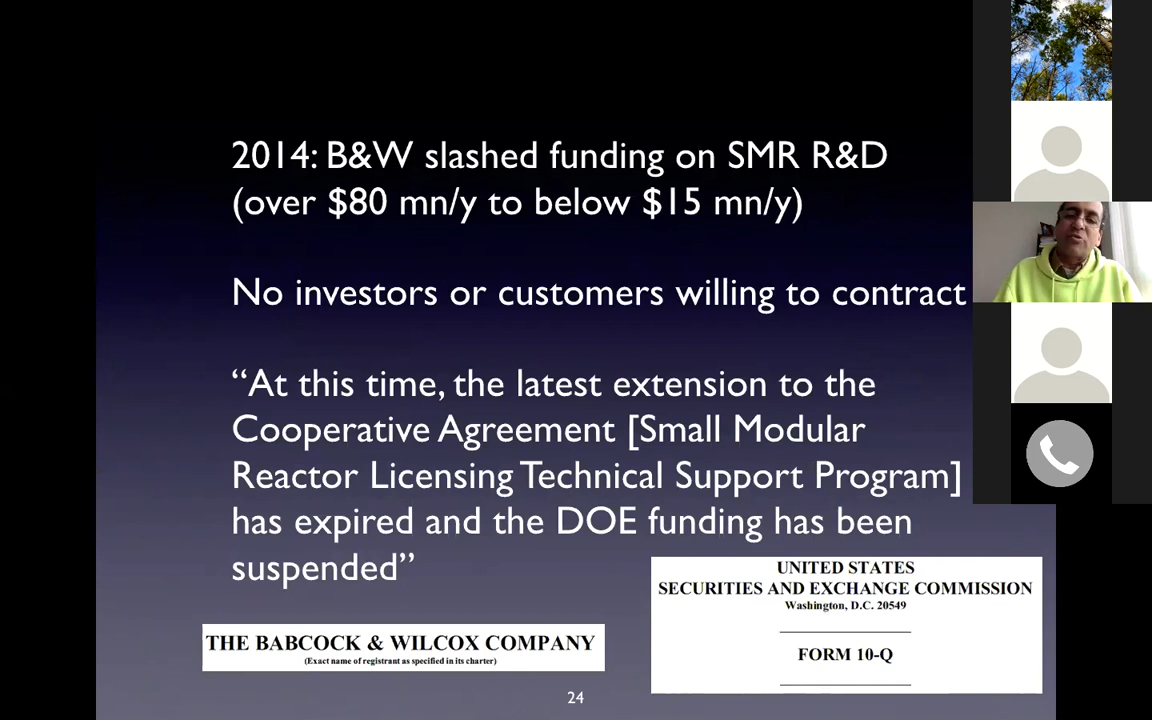 2014: B&W slashed funding on SMR R&D
(over $80 mn/y to below $15 mn/y)
No investors or customers willing to contract
“At this time, the latest extension to the
Cooperative Agreement [Small Modular
Reactor Licensing Technical Support Program]
has expired and the DOE funding has been
suspended”
THE BABCOCK & WILCOX COMPANY
(Exact name of registrant as specified in its charter)
UNITED STATES
SECURITIES AND EXCHANGE COMMISSION
Washington, D.C. 20549
FORM 10-Q
24